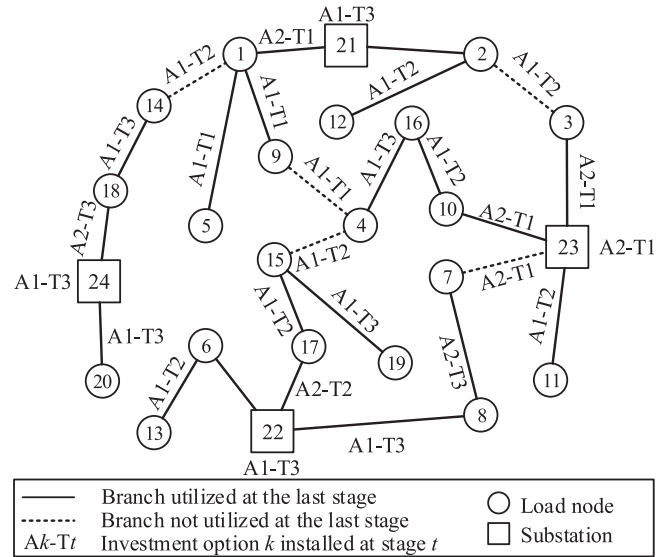 A1-T3
A1-T2
1
A2-T1
21
2
A1-T2
14
A1-T2
12
16
3
A1-T3
A1-T1
A1-T1
9
A1-T1
A1-T3
A1-T2
A2-T1
18
5
4
10
A2-T1
A2-T3
15
A1-T2
7
A2-T1
23
A2-T1
A1-T3
24
A1-T2
A1-T3
A1-T2
A1-T3
6
17
19
A2-T3
20
A1-T2
A2-T2
11
13
22
8
A1-T3
A1-T3
Branch utilized at the last stage
Branch not utilized at the last stage
Ak-Tt Investment option k installed at stage t
Load node
Substation